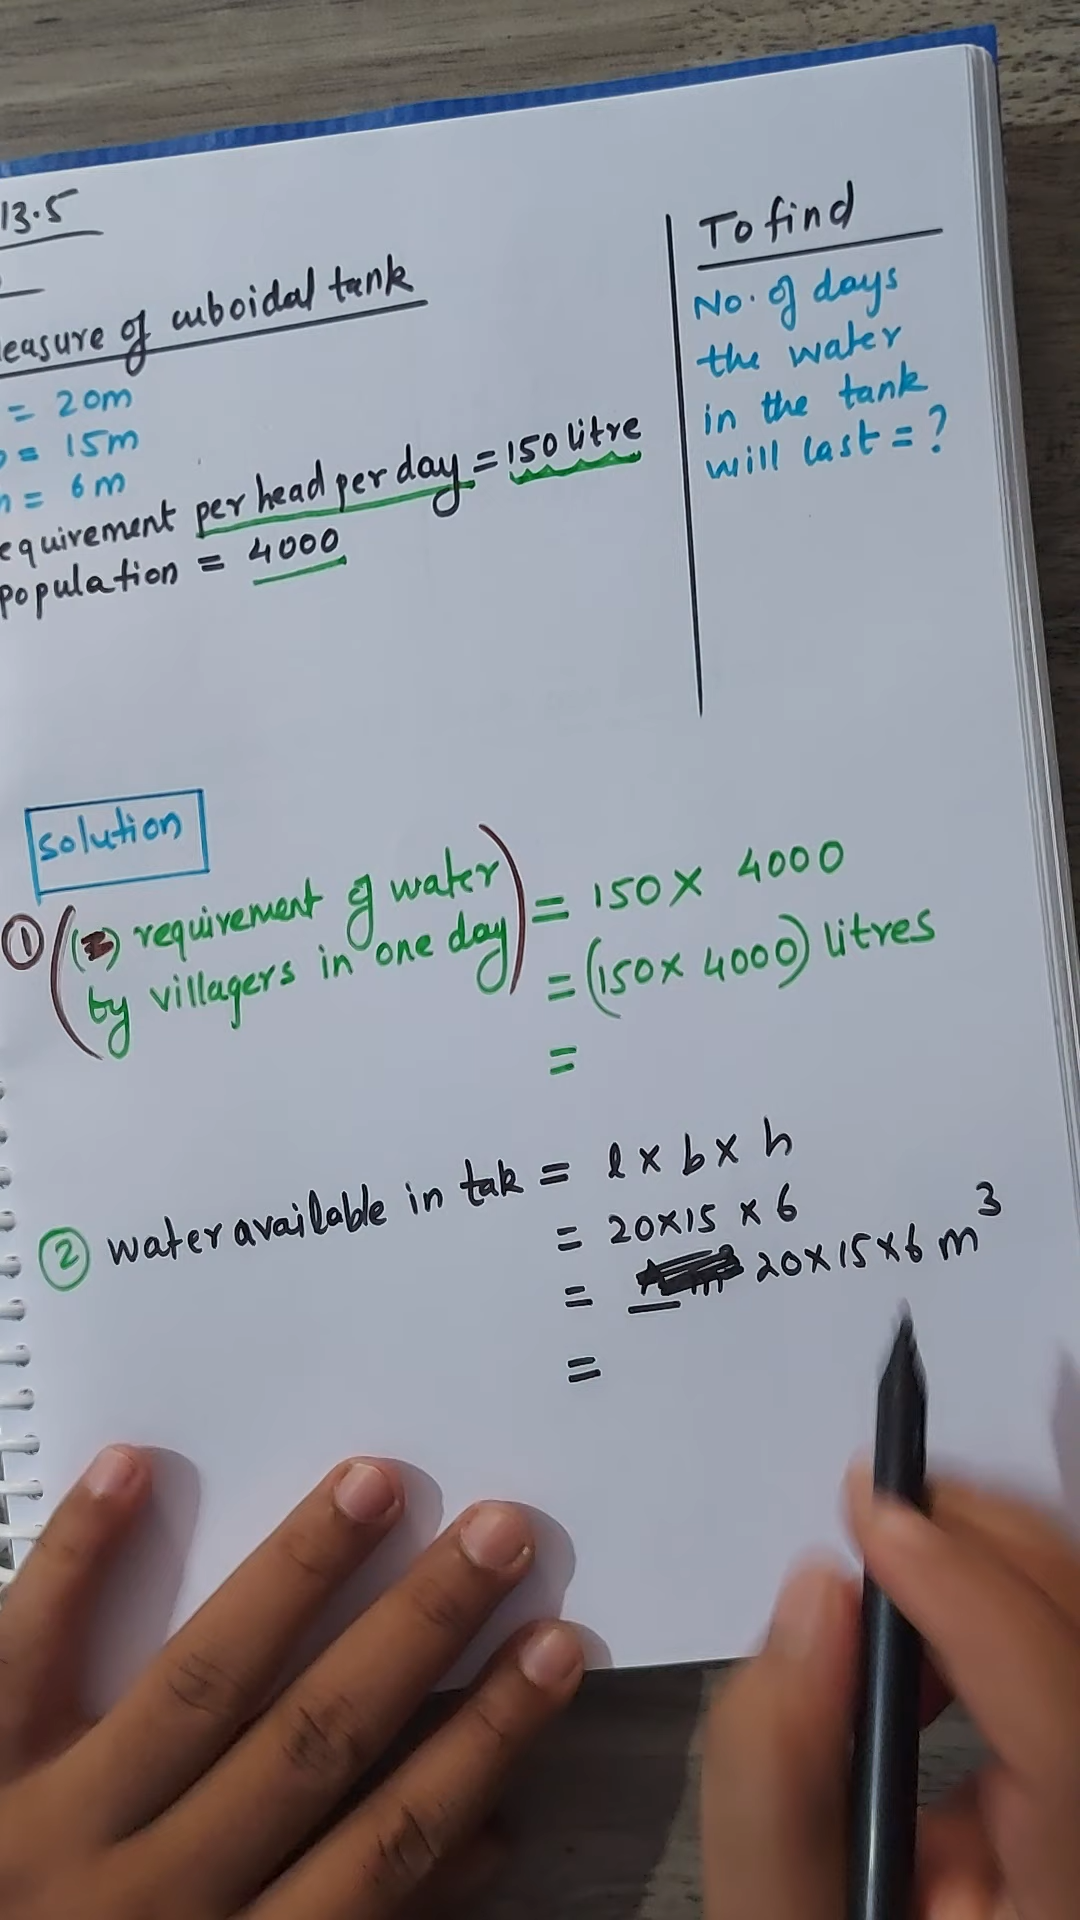 13.5
easure of cuboidal tank
= 20m
b = 15m
h = 6m
equirement per head per day = 150 litre
population = 4000
To find
No. of days
the water
in the tank
will last = ?
solution
① requirement of water = 150 × 4000
by villagers in one day
= (150 × 4000) litres
=
② water available in tak = l × b × h
= 20×15 × 6
= 20×15×6 m³
=